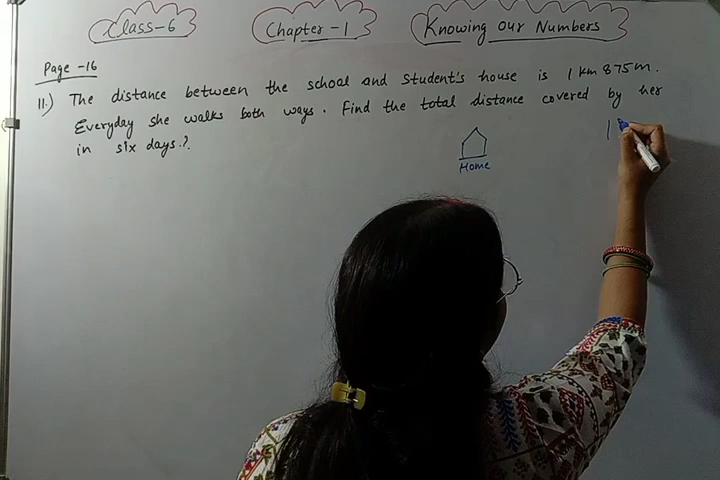 Class-6 Chapter-1 Knowing Our Numbers
Page -16
11.) The distance between the school and Student's house is 1 km 875m.
Everyday she walks both ways. Find the total distance covered by her
in six days.?
Home